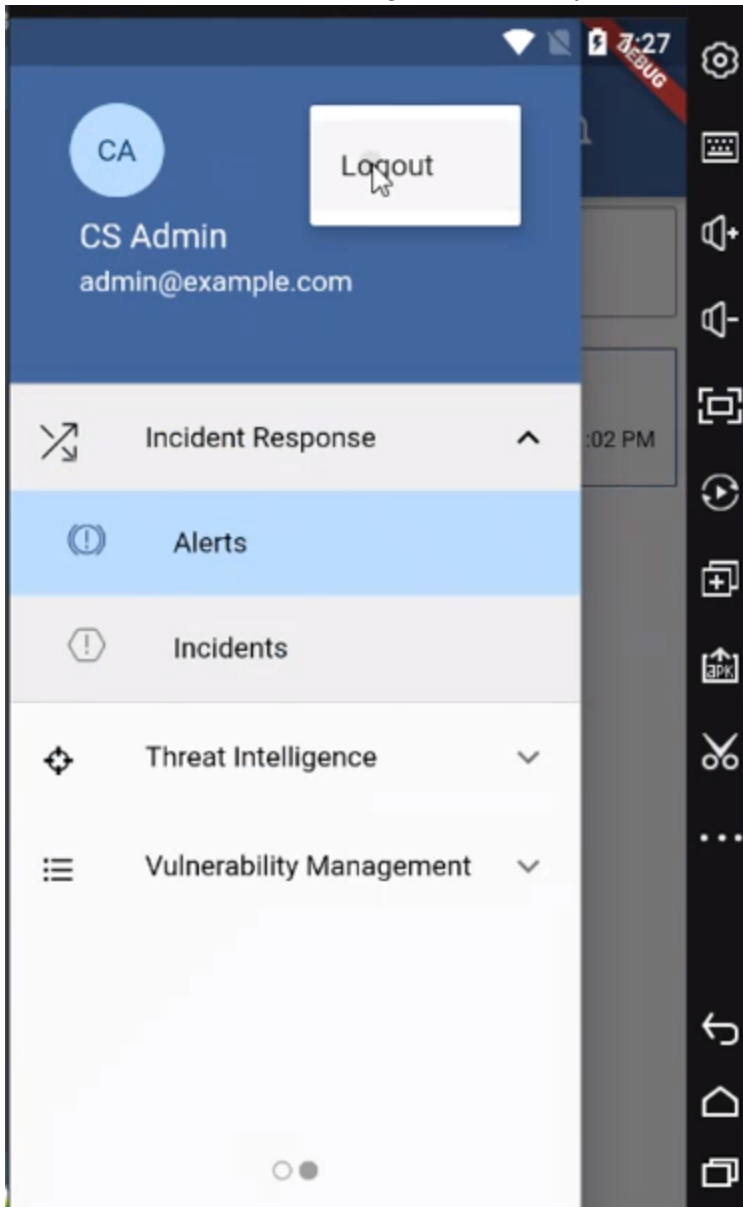 7:27
DEBUG
CA
Logout
CS Admin
admin@example.com
Incident Response
:02 PM
Alerts
Incidents
Threat Intelligence
Vulnerability Management
APK